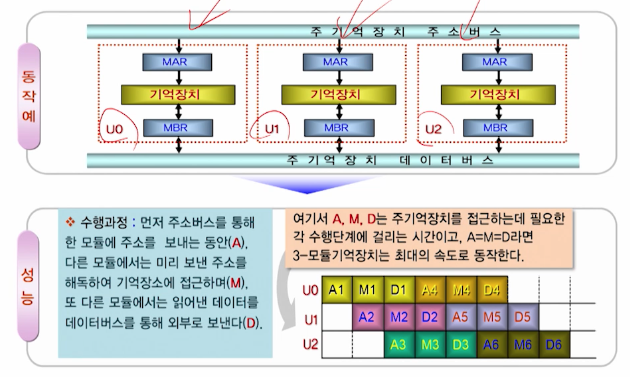 주 기 억 장 치 주 소 버 스
동작예
MAR MAR MAR
기억장치 기억장치 기억장치
U0 MBR U1 MBR U2 MBR
주 기 억 장 치 데 이 터 버 스
성능
❖ 수행과정 : 먼저 주소버스를 통해
한 모듈에 주소를 보내는 동안(A),
다른 모듈에서는 미리 보낸 주소를
해독하여 기억장소에 접근하며(M),
또 다른 모듈에서는 읽어낸 데이터를
데이터버스를 통해 외부로 보낸다(D).
여기서 A, M, D는 주기억장치를 접근하는데 필요한
각 수행단계에 걸리는 시간이고, A=M=D라면
3-모듈기억장치는 최대의 속도로 동작한다.
U0 A1 M1 D1 A4 M4 D4
U1 A2 M2 D2 A5 M5 D5
U2 A3 M3 D3 A6 M6 D6